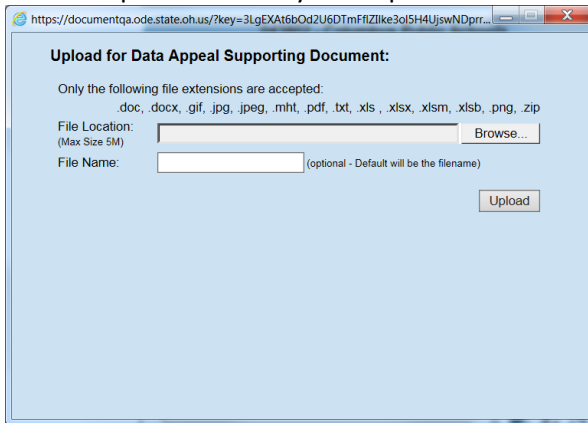 https://documentqa.ode.state.oh.us/?key=3LgEXAt6bOd2U6DTmFflZIlke3ol5H4UjswNDprr...
Upload for Data Appeal Supporting Document:
Only the following file extensions are accepted:
.doc, .docx, .gif, .jpg, .jpeg, .mht, .pdf, .txt, .xls , .xlsx, .xlsm, .xlsb, .png, .zip
File Location:
(Max Size 5M)
Browse...
File Name:
(optional - Default will be the filename)
Upload